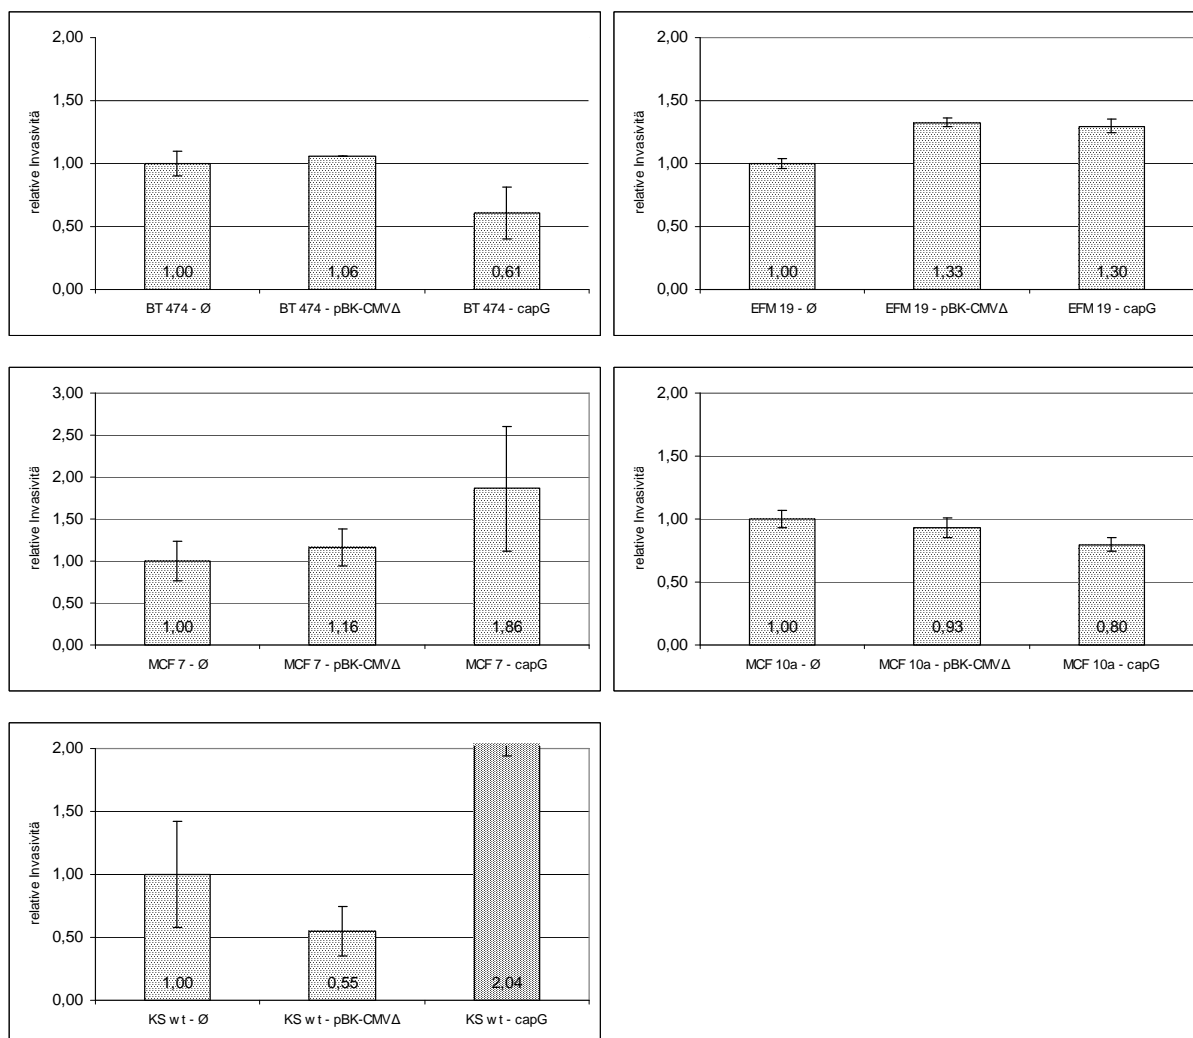 2,00
1,50
1,00
0,50
0,00
relative Invasivitä
1,00 1,06 0,61
BT 474 - Ø BT 474 - pBK-CMVΔ BT 474 - capG
2,00
1,50
1,00
0,50
0,00
relative Invasivitä
1,00 1,33 1,30
EFM 19 - Ø EFM 19 - pBK-CMVΔ EFM 19 - capG
3,00
2,50
2,00
1,50
1,00
0,50
0,00
relative Invasivitä
1,00 1,16 1,86
MCF 7 - Ø MCF 7 - pBK-CMVΔ MCF 7 - capG
2,00
1,50
1,00
0,50
0,00
relative Invasivitä
1,00 0,93 0,80
MCF 10a - Ø MCF 10a - pBK-CMVΔ MCF 10a - capG
2,00
1,50
1,00
0,50
0,00
relative Invasivitä
1,00 0,55 2,04
KS wt - Ø KS wt - pBK-CMVΔ KS wt - capG